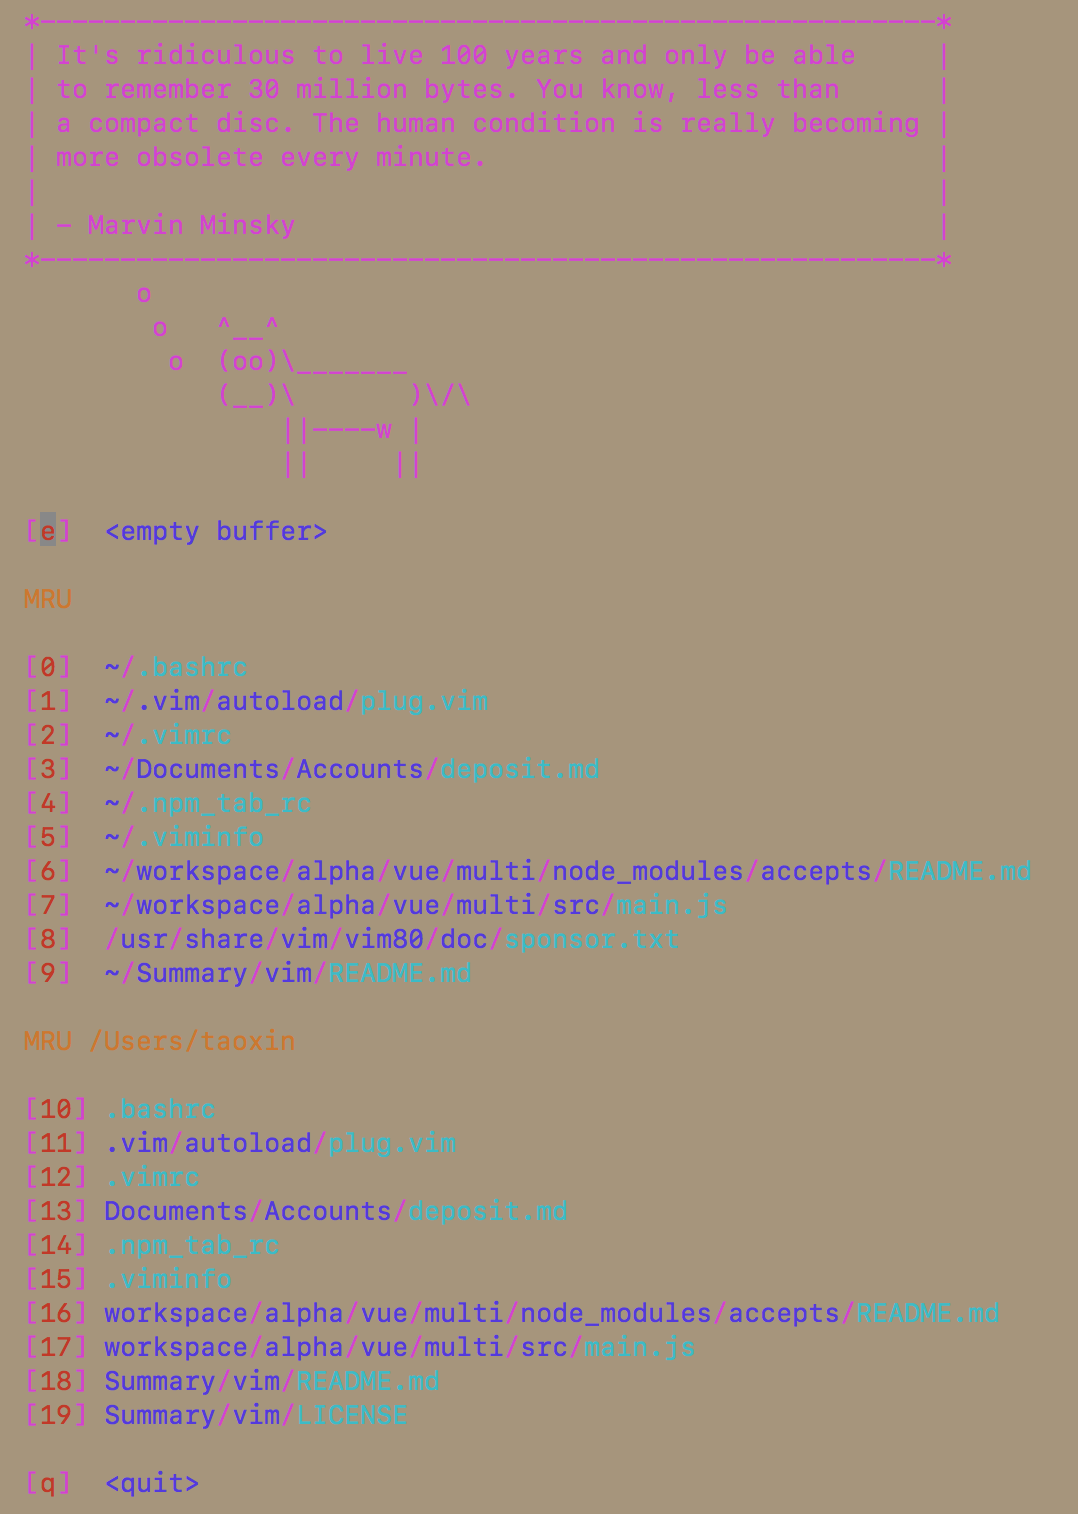 *--------------------------------------------------------*
| It's ridiculous to live 100 years and only be able     |
| to remember 30 million bytes. You know, less than      |
| a compact disc. The human condition is really becoming |
| more obsolete every minute.                            |
|                                                        |
| - Marvin Minsky                                        |
*--------------------------------------------------------*
       o
        o   ^__^
         o  (oo)\_______
            (__)\       )\/\
                ||----w |
                ||     ||
[e]  <empty buffer>
MRU
[0]  ~/.bashrc
[1]  ~/.vim/autoload/plug.vim
[2]  ~/.vimrc
[3]  ~/Documents/Accounts/deposit.md
[4]  ~/.npm_tab_rc
[5]  ~/.viminfo
[6]  ~/workspace/alpha/vue/multi/node_modules/accepts/README.md
[7]  ~/workspace/alpha/vue/multi/src/main.js
[8]  /usr/share/vim/vim80/doc/sponsor.txt
[9]  ~/Summary/vim/README.md
MRU /Users/taoxin
[10] .bashrc
[11] .vim/autoload/plug.vim
[12] .vimrc
[13] Documents/Accounts/deposit.md
[14] .npm_tab_rc
[15] .viminfo
[16] workspace/alpha/vue/multi/node_modules/accepts/README.md
[17] workspace/alpha/vue/multi/src/main.js
[18] Summary/vim/README.md
[19] Summary/vim/LICENSE
[q]  <quit>